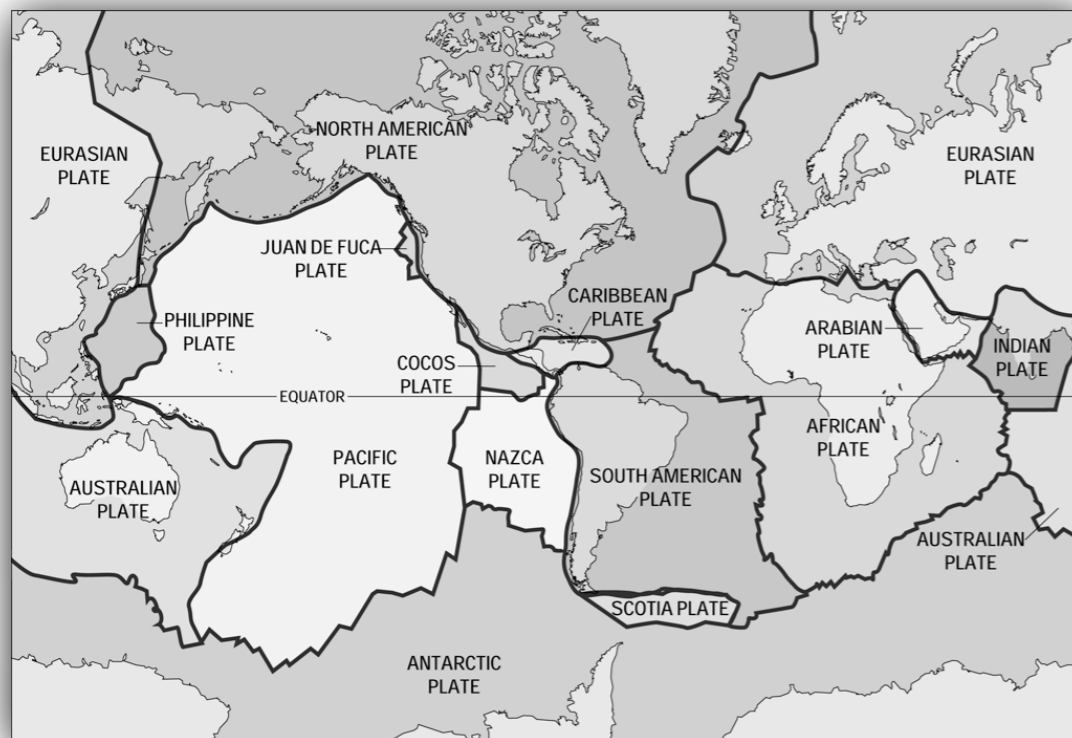 NORTH AMERICAN
PLATE
EURASIAN
PLATE
EURASIAN
PLATE
JUAN DE FUCA
PLATE
CARIBBEAN
PLATE
PHILIPPINE
PLATE
ARABIAN
PLATE
INDIAN
PLATE
COCOS
PLATE
EQUATOR
AFRICAN
PLATE
PACIFIC
PLATE
NAZCA
PLATE
SOUTH AMERICAN
PLATE
AUSTRALIAN
PLATE
AUSTRALIAN
PLATE
SCOTIA PLATE
ANTARCTIC
PLATE